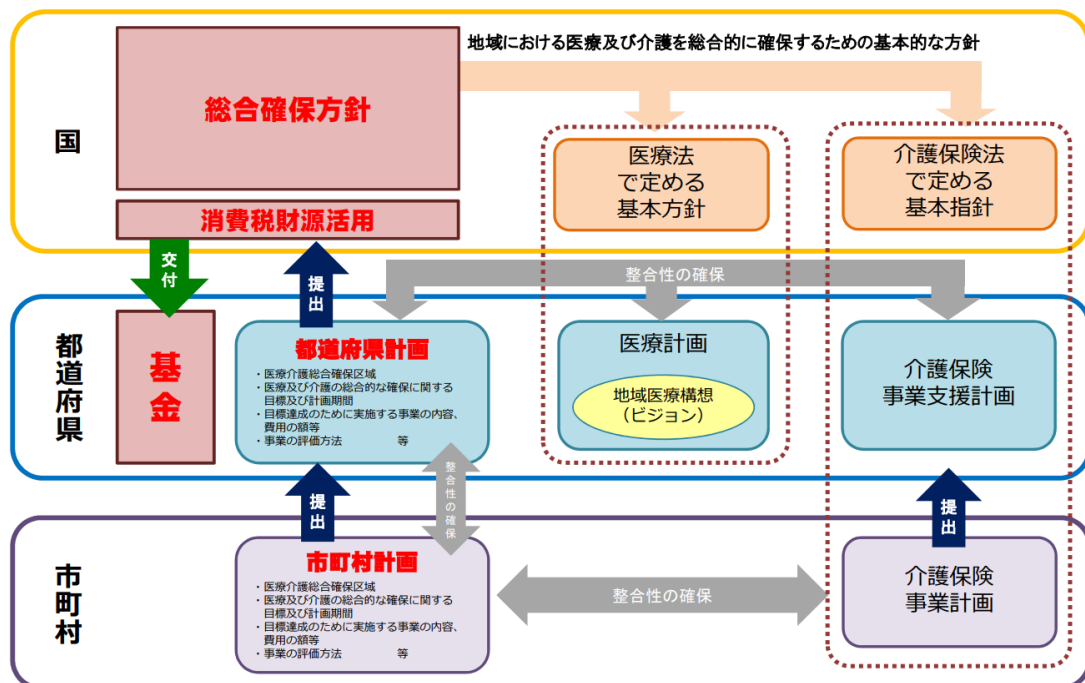 地域における医療及び介護を総合的に確保するための基本的な方針
国
総合確保方針
消費税財源活用
医療法
で定める
基本方針
介護保険法
で定める
基本指針
交付
提出
整合性の確保
都道府県
基金
都道府県計画
・医療介護総合確保区域
・医療及び介護の総合的な確保に関する
目標及び計画期間
・目標達成のために実施する事業の内容、
費用の額等
・事業の評価方法 等
医療計画
地域医療構想
（ビジョン）
介護保険
事業支援計画
提出
整合性の確保
提出
市町村
市町村計画
・医療介護総合確保区域
・医療及び介護の総合的な確保に関する
目標及び計画期間
・目標達成のために実施する事業の内容、
費用の額等
・事業の評価方法 等
整合性の確保
介護保険
事業計画